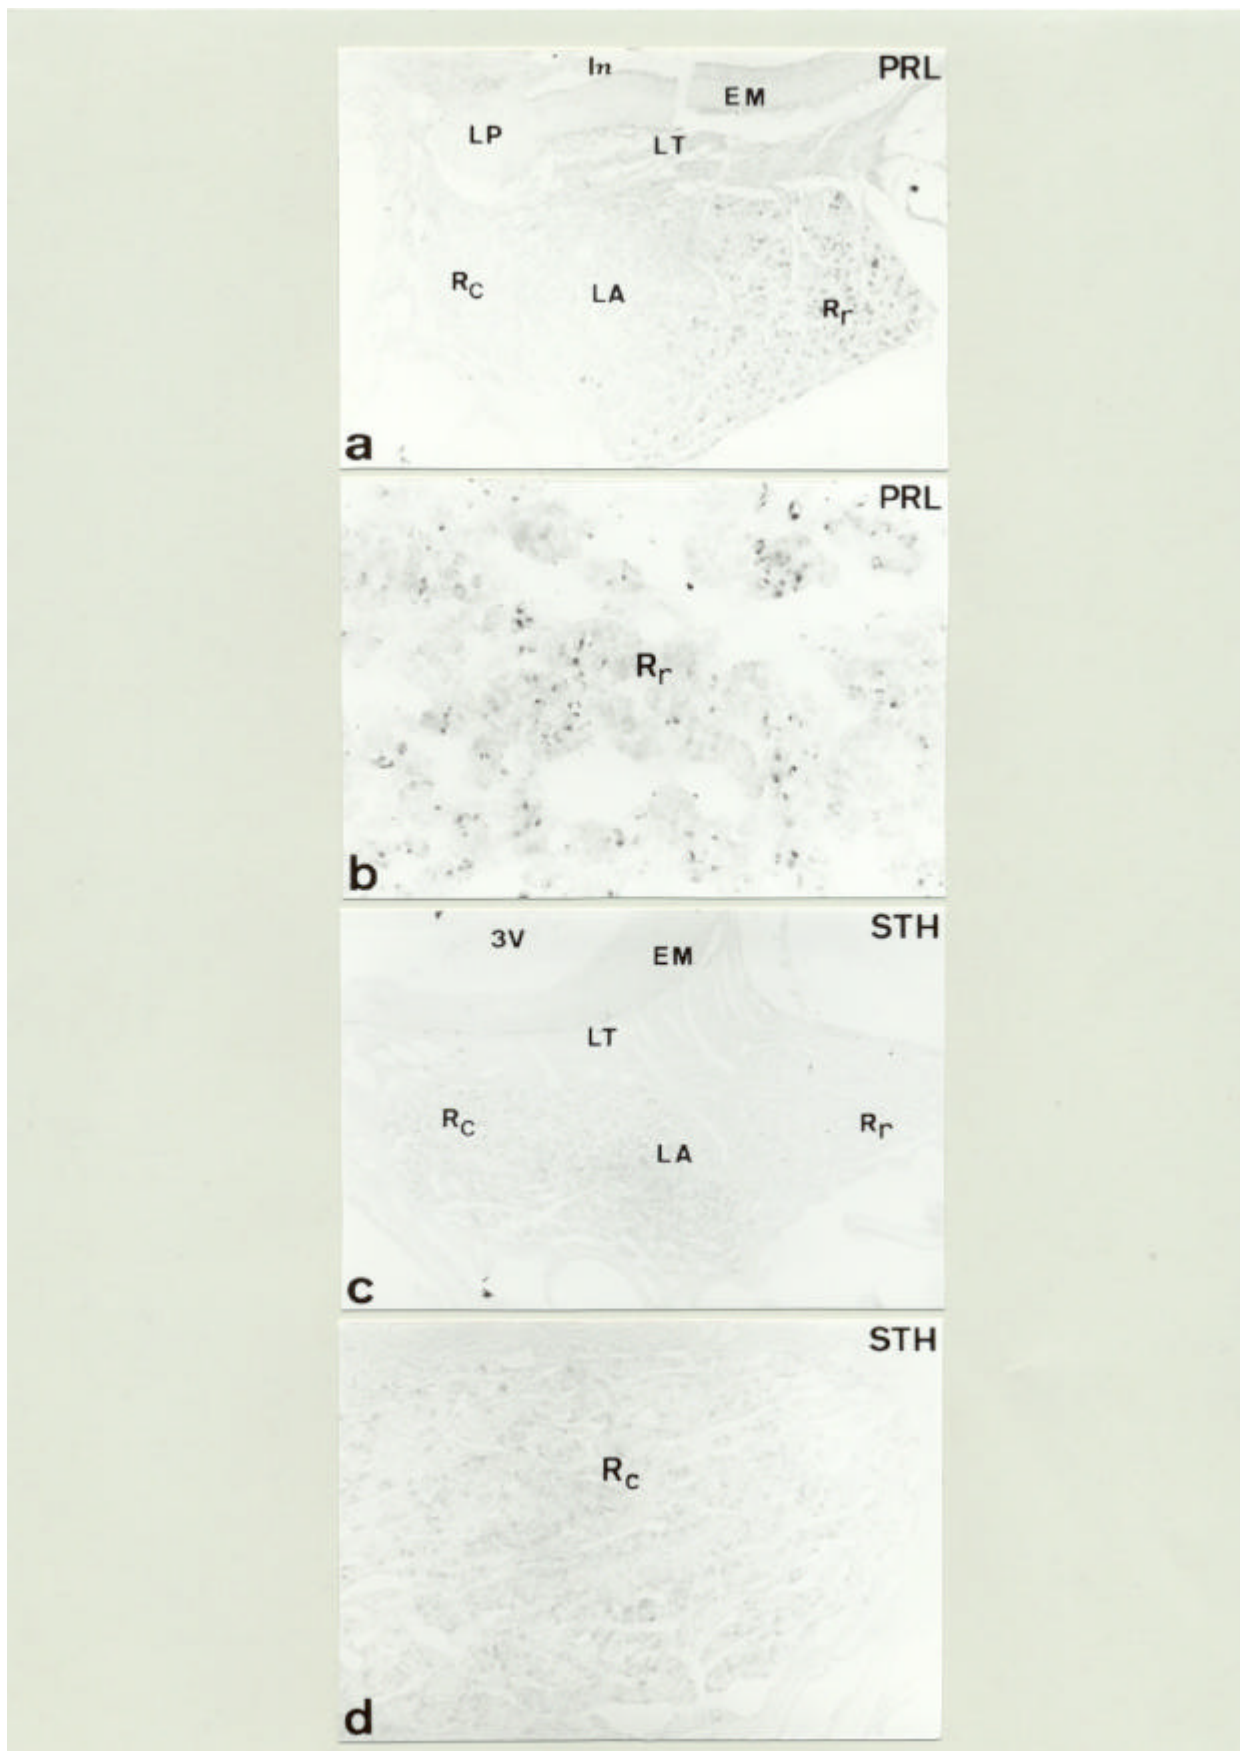 In PRL
EM
LP LT
Rc LA Rr
a
PRL
Rr
b
STH
3V EM
LT
Rc LA Rr
c
STH
Rc
d